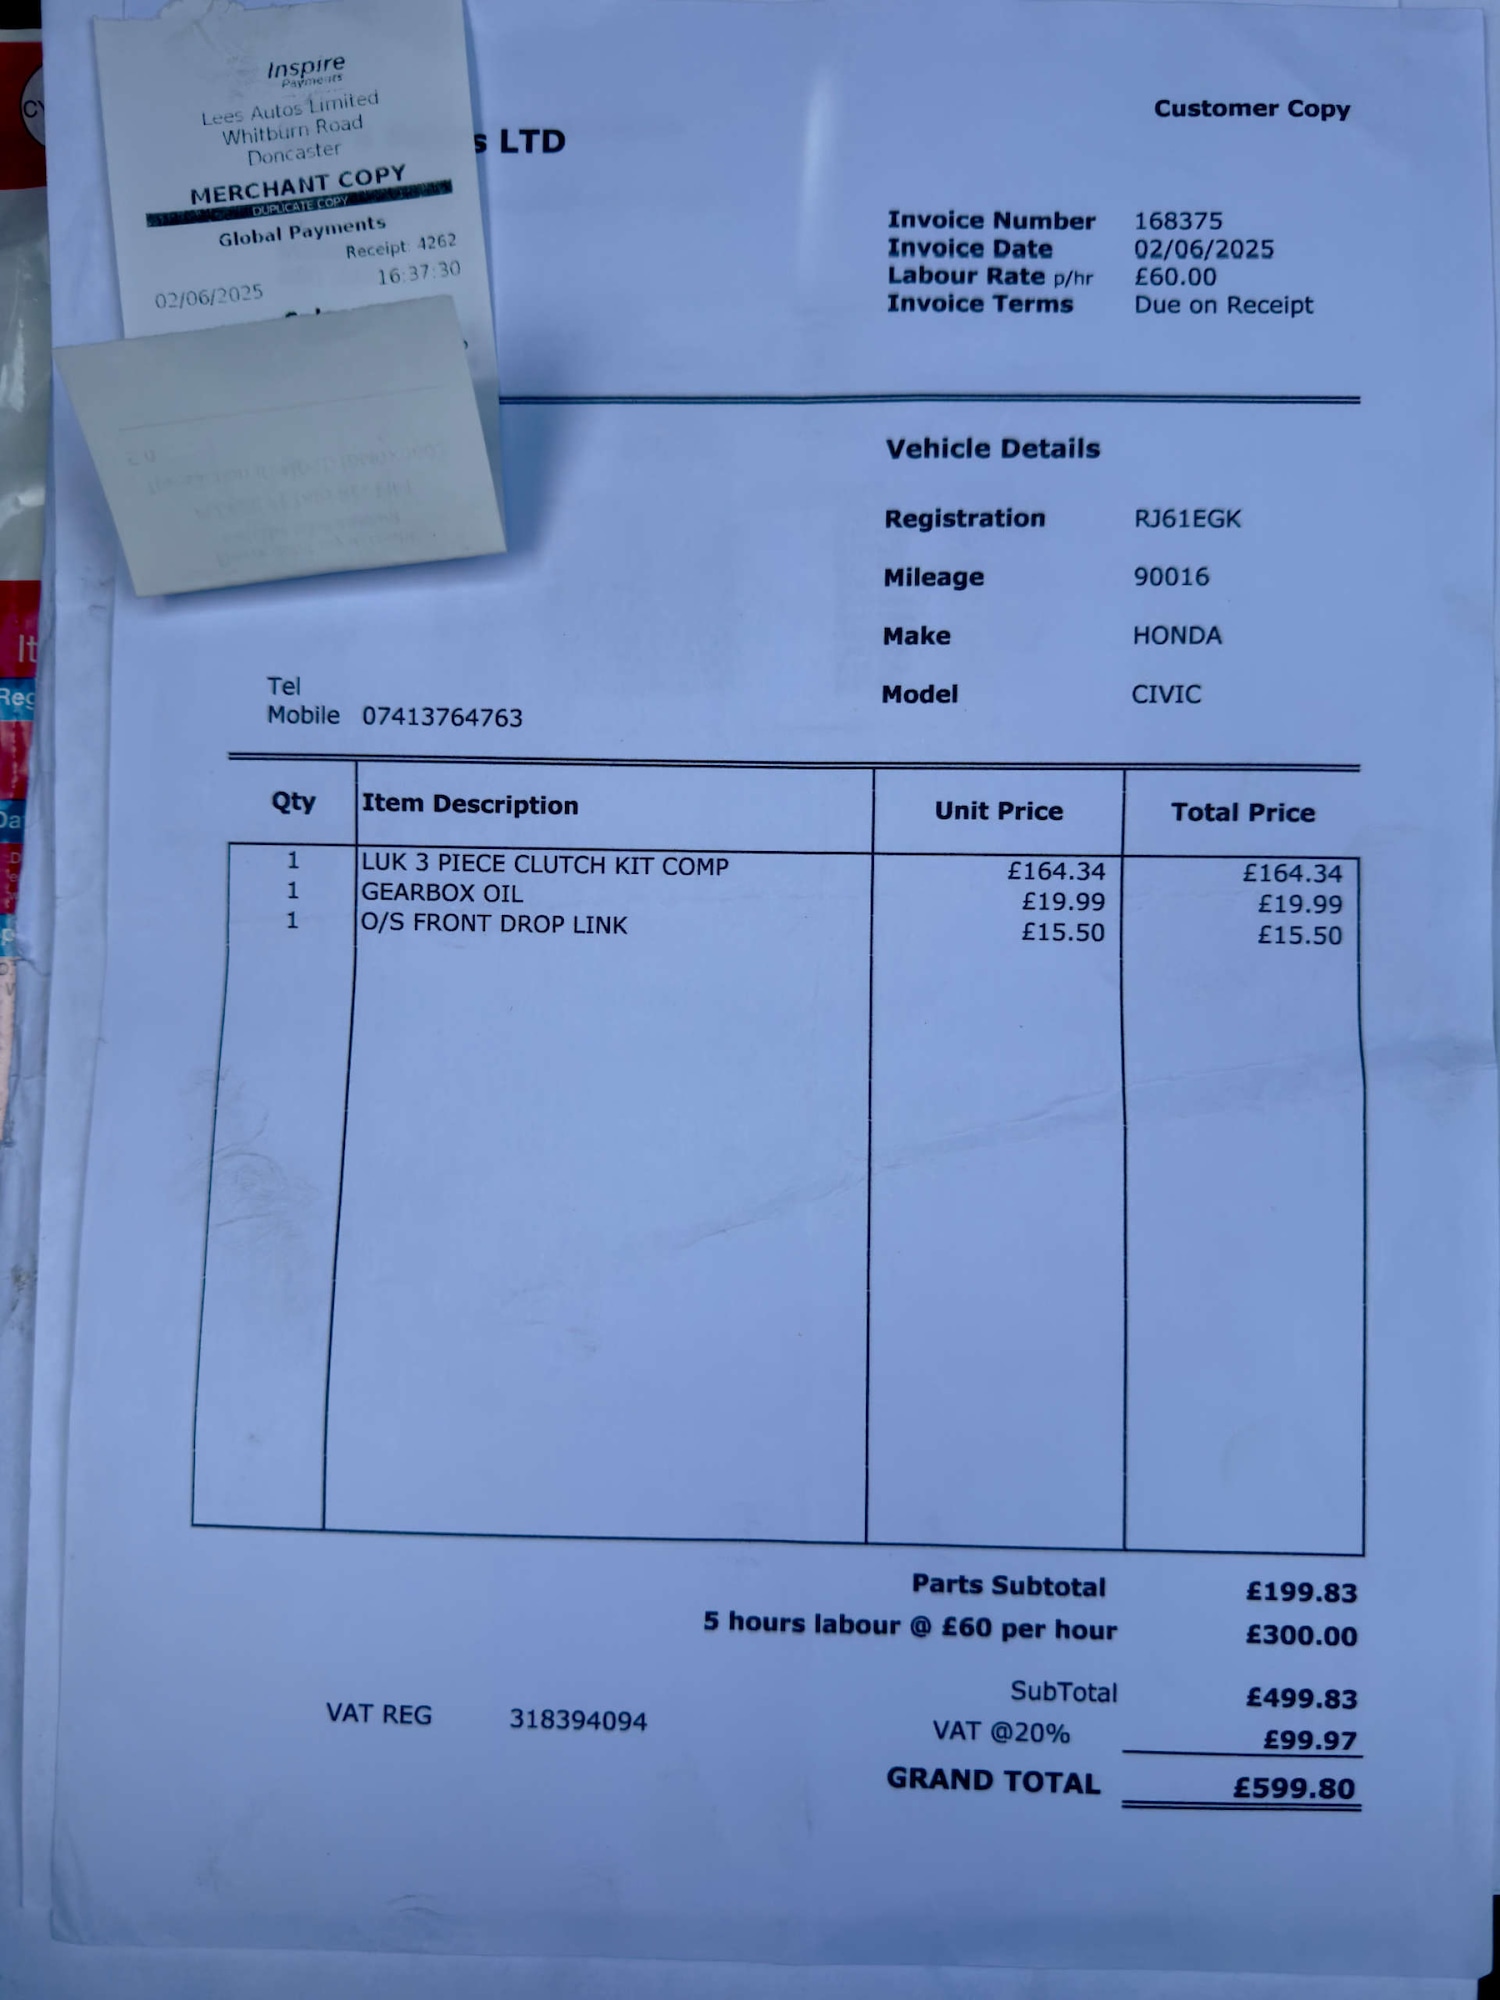 Inspire
Payments
Lees Autos Limited
Whitburn Road
Doncaster
MERCHANT COPY
DUPLICATE COPY
Global Payments
Receipt: 4262
02/06/2025 16:37:30
LTD
Customer Copy
Invoice Number 168375
Invoice Date 02/06/2025
Labour Rate p/hr £60.00
Invoice Terms Due on Receipt
Vehicle Details
Registration RJ61EGK
Mileage 90016
Make HONDA
Model CIVIC
Tel
Mobile 07413764763
Qty Item Description Unit Price Total Price
1 LUK 3 PIECE CLUTCH KIT COMP £164.34 £164.34
1 GEARBOX OIL £19.99 £19.99
1 O/S FRONT DROP LINK £15.50 £15.50
Parts Subtotal £199.83
5 hours labour @ £60 per hour £300.00
SubTotal £499.83
VAT REG 318394094
VAT @20% £99.97
GRAND TOTAL £599.80